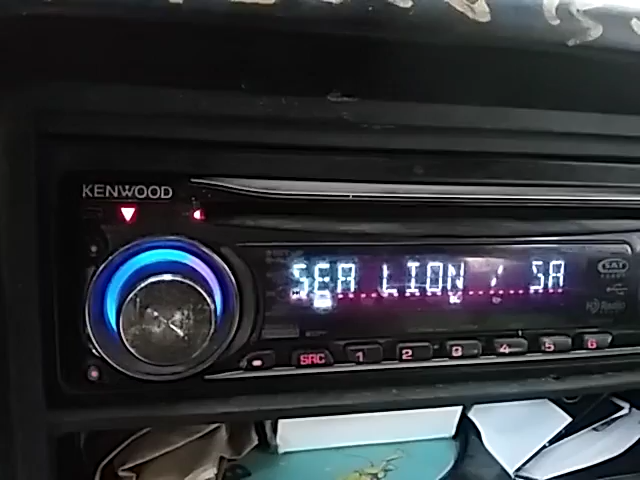 KENWOOD
SEA LION / SA
SAT
HD Radio
SRC 1 2 3 4 5 6